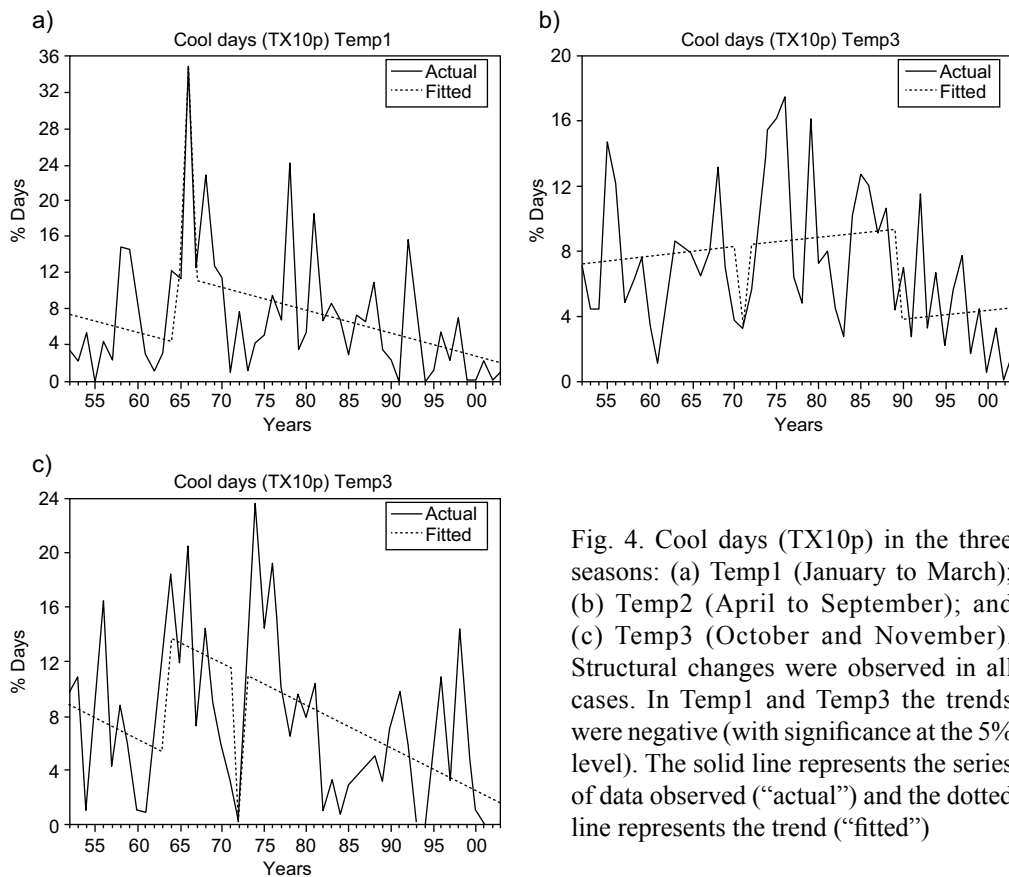 a)
Cool days (TX10p) Temp1
36
32
28
24
20
16
12
8
4
0
% Days
Actual
Fitted
55 60 65 70 75 80 85 90 95 00
Years
b)
Cool days (TX10p) Temp3
20
16
12
8
4
0
% Days
Actual
Fitted
55 60 65 70 75 80 85 90 95 00
Years
c)
Cool days (TX10p) Temp3
24
20
16
12
8
4
0
% Days
Actual
Fitted
55 60 65 70 75 80 85 90 95 00
Years
Fig. 4. Cool days (TX10p) in the three
seasons: (a) Temp1 (January to March);
(b) Temp2 (April to September); and
(c) Temp3 (October and November).
Structural changes were observed in all
cases. In Temp1 and Temp3 the trends
were negative (with significance at the 5%
level). The solid line represents the series
of data observed (“actual”) and the dotted
line represents the trend (“fitted”)